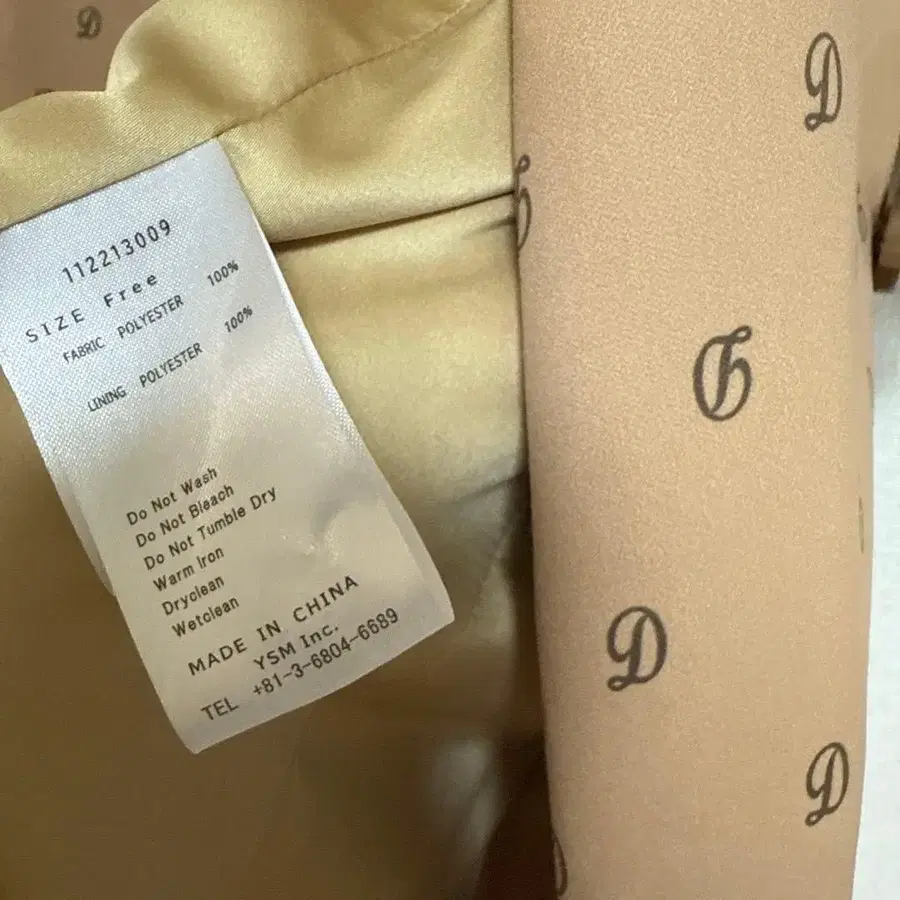 112213009
SIZE Free
FABRIC POLYESTER 100%
LINING POLYESTER 100%
Do Not Wash
Do Not Bleach
Do Not Tumble Dry
Warm Iron
Dryclean
Wetclean
MADE IN CHINA
YSM Inc.
TEL +81-3-6804-6689
D
D
D
D